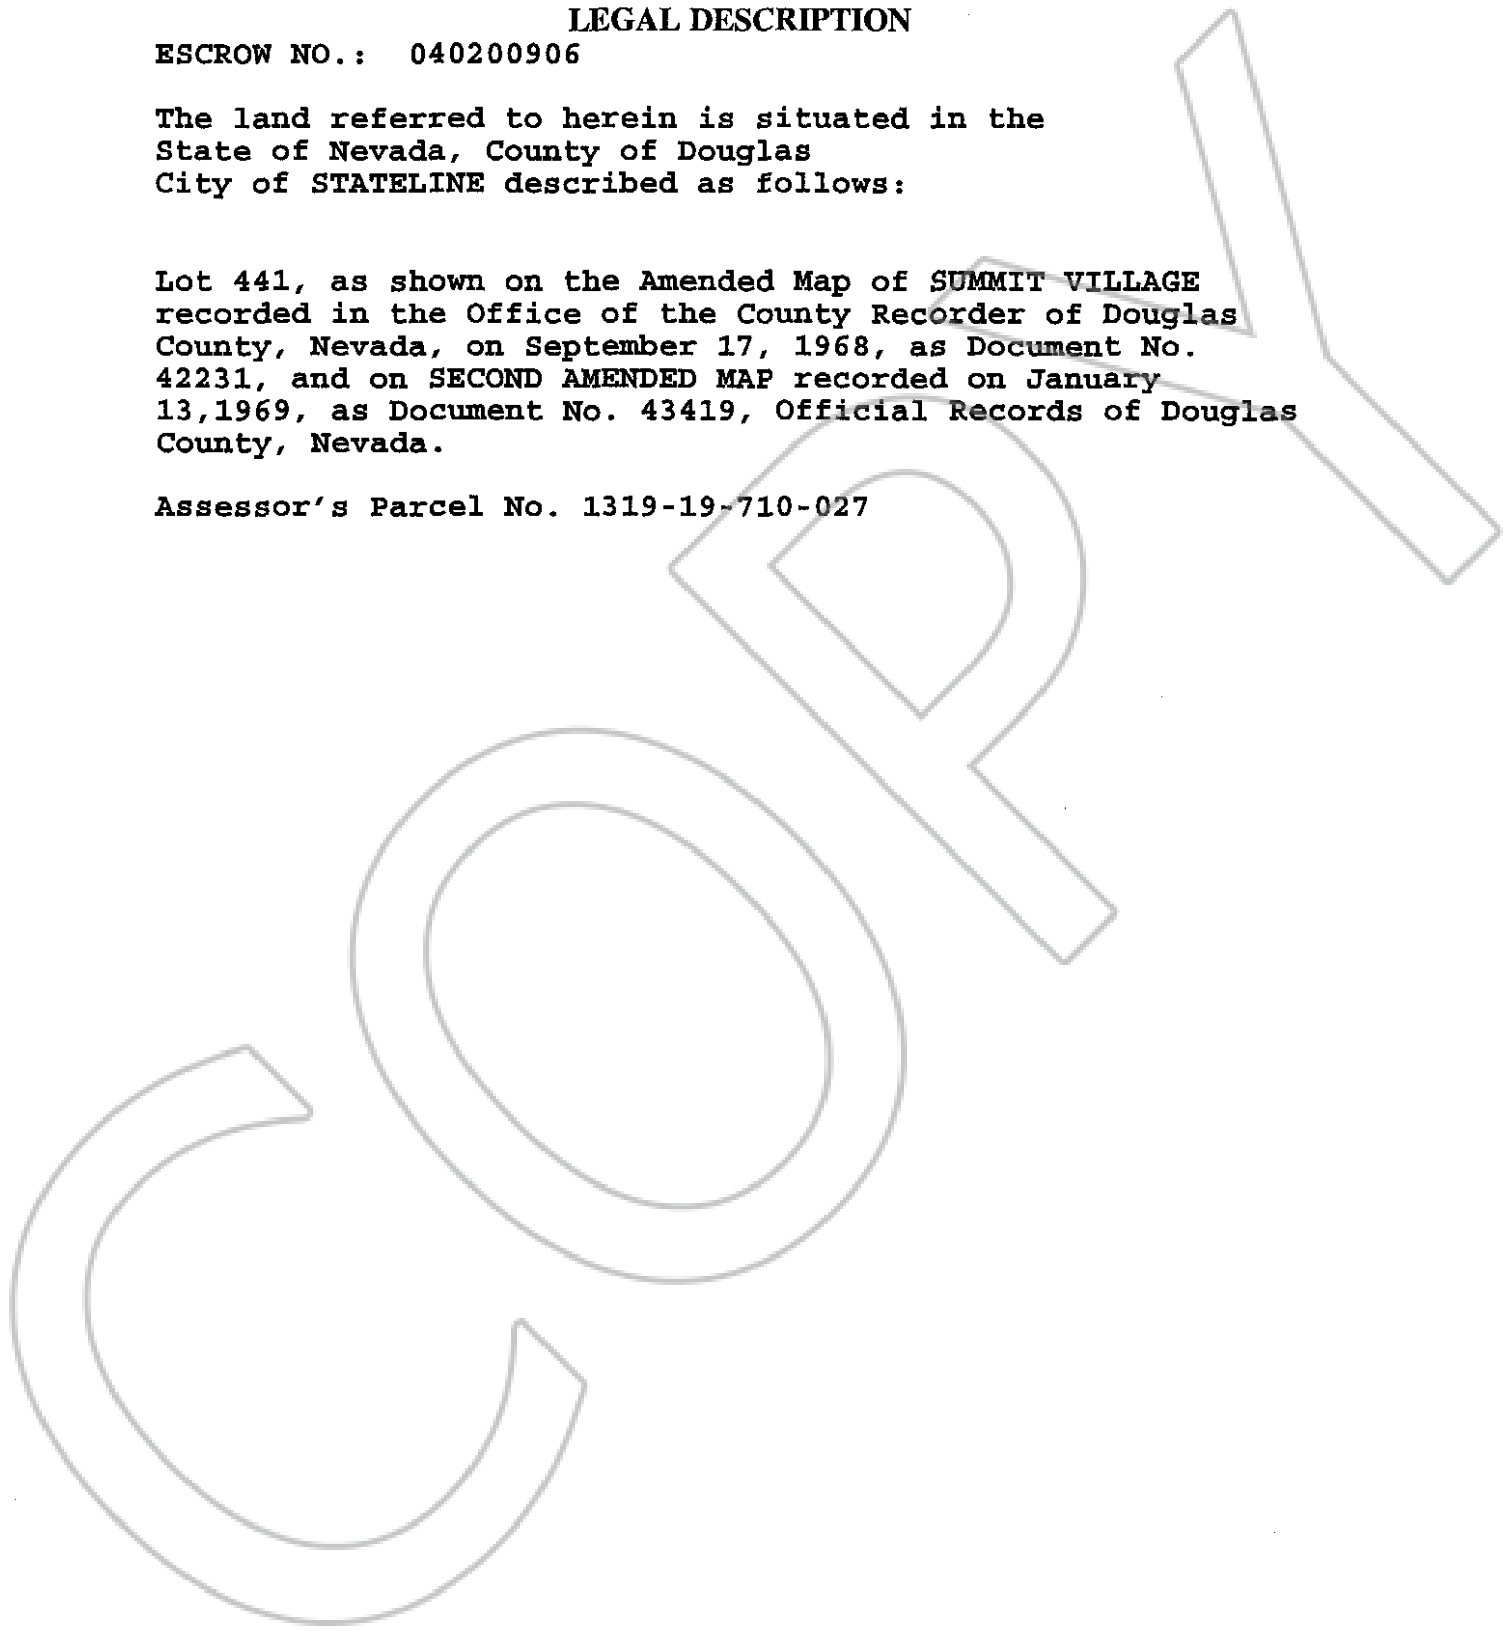 LEGAL DESCRIPTION
ESCROW NO.: 040200906
The land referred to herein is situated in the
State of Nevada, County of Douglas
City of STATELINE described as follows:
Lot 441, as shown on the Amended Map of SUMMIT VILLAGE
recorded in the Office of the County Recorder of Douglas
County, Nevada, on September 17, 1968, as Document No.
42231, and on SECOND AMENDED MAP recorded on January
13,1969, as Document No. 43419, Official Records of Douglas
County, Nevada.
Assessor's Parcel No. 1319-19-710-027
COPY